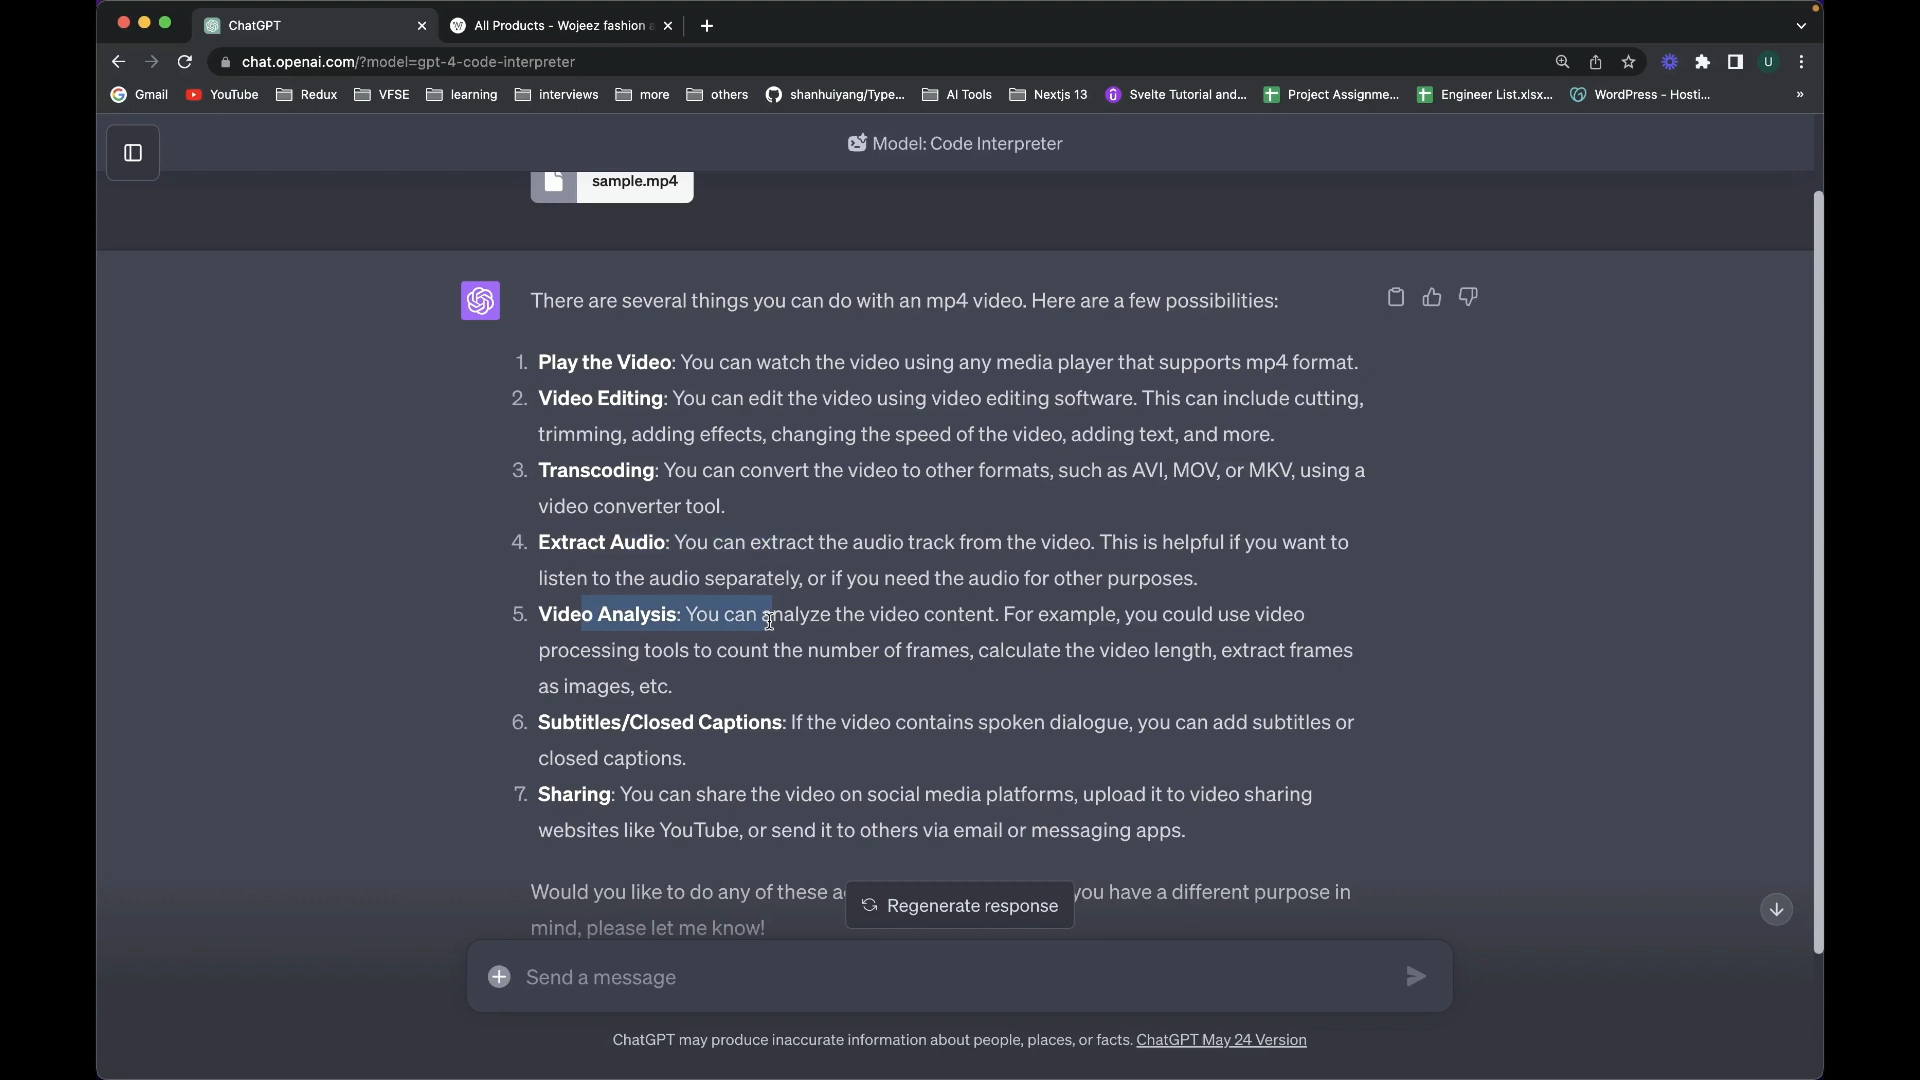 ChatGPT
All Products - Wojeez fashion
chat.openai.com/?model=gpt-4-code-interpreter
U
Gmail
YouTube
Redux
VFSE
learning
interviews
more
others
shanhuiyang/Type...
AI Tools
Nextjs 13
Svelte Tutorial and...
Project Assignme...
Engineer List.xlsx...
WordPress - Hosti...
»
Model: Code Interpreter
sample.mp4
There are several things you can do with an mp4 video. Here are a few possibilities:
1. Play the Video: You can watch the video using any media player that supports mp4 format.
2. Video Editing: You can edit the video using video editing software. This can include cutting,
trimming, adding effects, changing the speed of the video, adding text, and more.
3. Transcoding: You can convert the video to other formats, such as AVI, MOV, or MKV, using a
video converter tool.
4. Extract Audio: You can extract the audio track from the video. This is helpful if you want to
listen to the audio separately, or if you need the audio for other purposes.
5. Video Analysis: You can analyze the video content. For example, you could use video
processing tools to count the number of frames, calculate the video length, extract frames
as images, etc.
6. Subtitles/Closed Captions: If the video contains spoken dialogue, you can add subtitles or
closed captions.
7. Sharing: You can share the video on social media platforms, upload it to video sharing
websites like YouTube, or send it to others via email or messaging apps.
Would you like to do any of these a you have a different purpose in
mind, please let me know!
Regenerate response
Send a message
ChatGPT may produce inaccurate information about people, places, or facts. ChatGPT May 24 Version